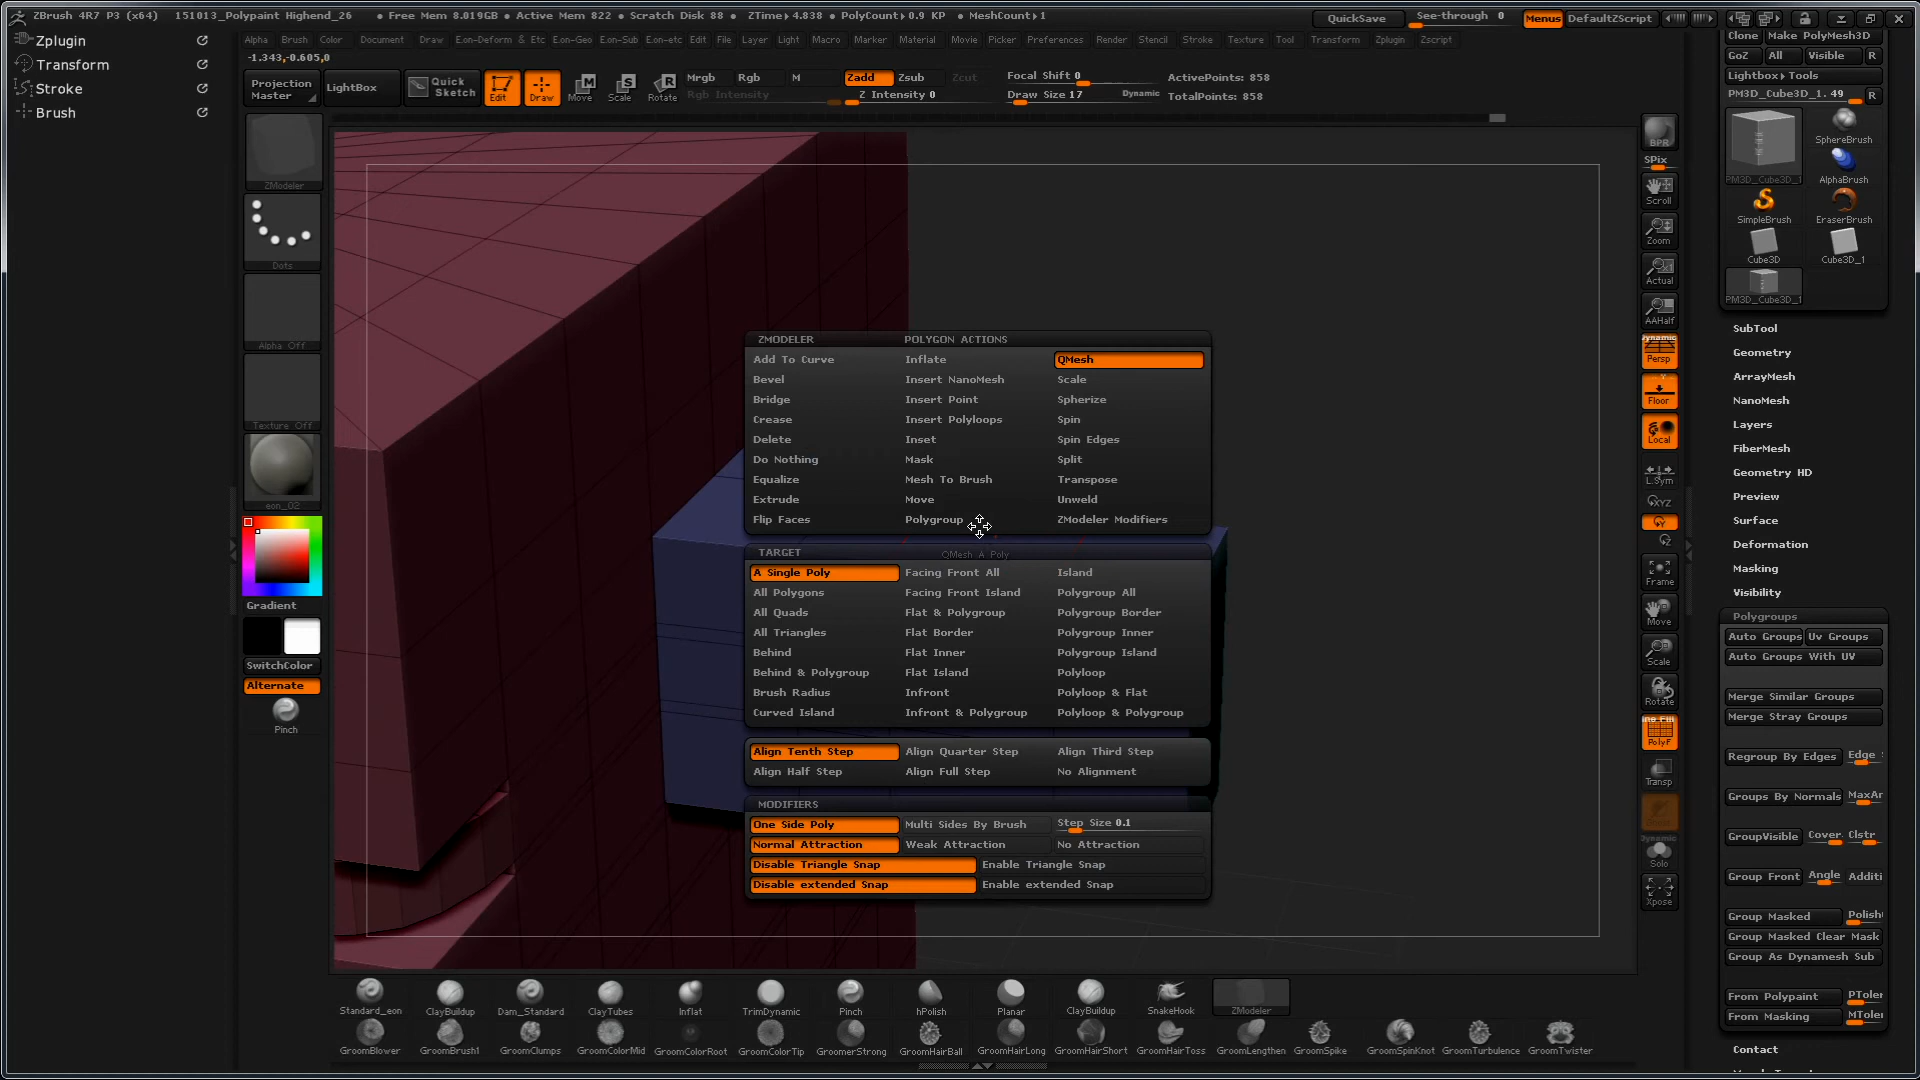 ZBrush 4R7 P3 (x64) 151013_Polypaint Highend_26 • Free Mem 8.019GB • Active Mem 822 • Scratch Disk 88 • ZTime▸4.838 • PolyCount▸0.9 KP • MeshCount▸1 QuickSave See-through 0 Menus DefaultZScript
Alpha Brush Color Document Draw Eon-Deform & Etc Eon-Geo Eon-Sub Eon-etc Edit File Layer Light Macro Marker Material Movie Picker Preferences Render Stencil Stroke Texture Tool Transform Zplugin Zscript
Zplugin
Transform
Stroke
Brush
-1.343,-0.605,0
Projection Master
LightBox
Quick Sketch
Edit
Draw
Move
Scale
Rotate
Mrgb Rgb M
Rgb Intensity
Zadd Zsub Zcut
Z Intensity 0
Focal Shift 0
Draw Size 17 Dynamic
ActivePoints: 858
TotalPoints: 858
ZModeler
Dots
Alpha Off
Texture Off
eon_02
Gradient
SwitchColor
Alternate
Pinch
ZMODELER POLYGON ACTIONS
Add To Curve Inflate QMesh
Bevel Insert NanoMesh Scale
Bridge Insert Point Spherize
Crease Insert Polyloops Spin
Delete Inset Spin Edges
Do Nothing Mask Split
Equalize Mesh To Brush Transpose
Extrude Move Unweld
Flip Faces Polygroup ZModeler Modifiers
TARGET QMesh A Poly
A Single Poly Facing Front All Island
All Polygons Facing Front Island Polygroup All
All Quads Flat & Polygroup Polygroup Border
All Triangles Flat Border Polygroup Inner
Behind Flat Inner Polygroup Island
Behind & Polygroup Flat Island Polyloop
Brush Radius Infront Polyloop & Flat
Curved Island Infront & Polygroup Polyloop & Polygroup
Align Tenth Step Align Quarter Step Align Third Step
Align Half Step Align Full Step No Alignment
MODIFIERS
One Side Poly Multi Sides By Brush Step Size 0.1
Normal Attraction Weak Attraction No Attraction
Disable Triangle Snap Enable Triangle Snap
Disable extended Snap Enable extended Snap
BPR
SPix
Scroll
Zoom
Actual
AAHalf
Dynamic
Persp
Floor
Local
L.Sym
XYZ
Y
Z
Frame
Move
Scale
Rotate
Line Fill
PolyF
Transp
Dynamic
Solo
Xpose
Clone Make PolyMesh3D
GoZ All Visible R
Lightbox▸Tools
PM3D_Cube3D_1. 49 R
PM3D_Cube3D_1
SphereBrush
AlphaBrush
SimpleBrush EraserBrush
Cube3D Cube3D_1
PM3D_Cube3D_1
SubTool
Geometry
ArrayMesh
NanoMesh
Layers
FiberMesh
Geometry HD
Preview
Surface
Deformation
Masking
Visibility
Polygroups
Auto Groups Uv Groups
Auto Groups With UV
Merge Similar Groups
Merge Stray Groups
Regroup By Edges Edge
Groups By Normals MaxAn
GroupVisible Cover. Clstr
Group Front Angle Additi
Group Masked Polish
Group Masked Clear Mask
Group As Dynamesh Sub
From Polypaint PToler
From Masking MToler
Contact
Standard_eon ClayBuildup Dam_Standard ClayTubes Inflat TrimDynamic Pinch hPolish Planar ClayBuildup SnakeHook ZModeler
GroomBlower GroomBrush1 GroomClumps GroomColorMid GroomColorRoot GroomColorTip GroomerStrong GroomHairBall GroomHairLong GroomHairShort GroomHairToss GroomLengthen GroomSpike GroomSpinKnot GroomTurbulence GroomTwister